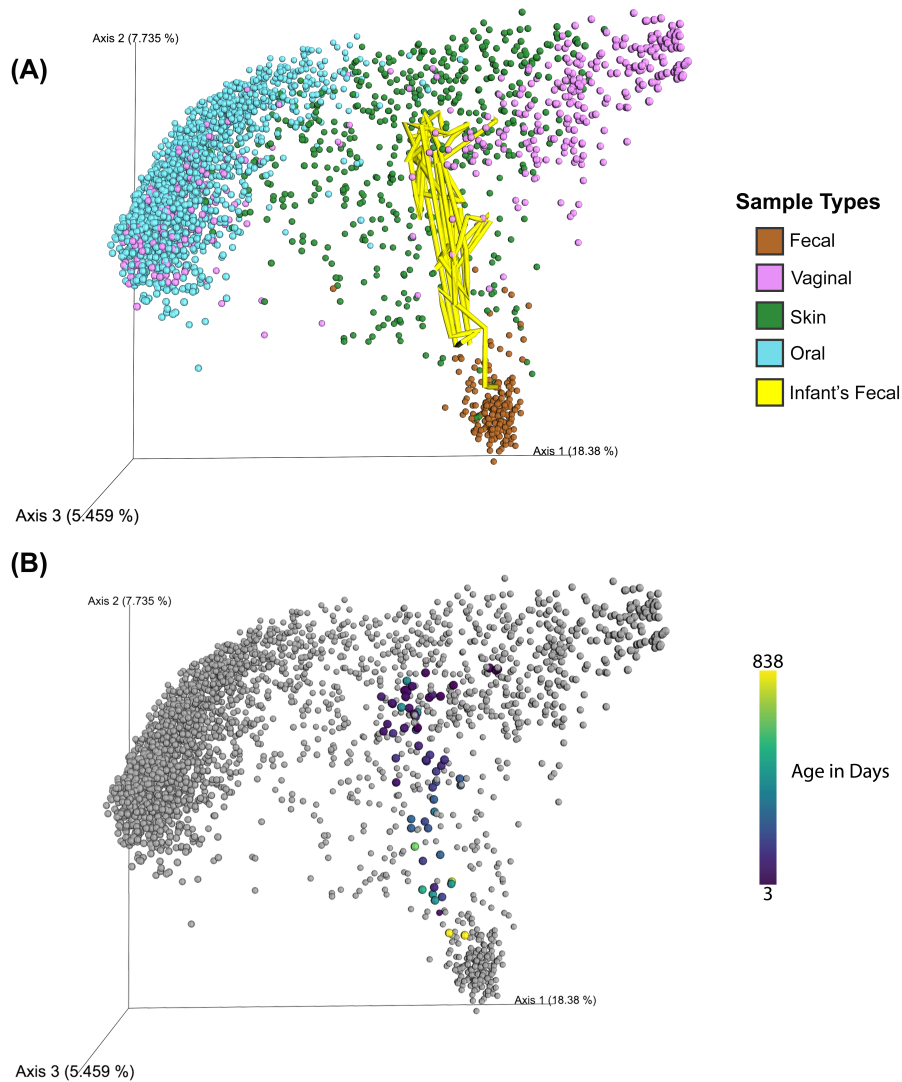 (A)
Axis 2 (7.735 %)
Sample Types
Fecal
Vaginal
Skin
Oral
Infant's Fecal
Axis 1 (18.38 %)
Axis 3 (5.459 %)
(B)
Axis 2 (7.735 %)
838
Age in Days
3
Axis 1 (18.38 %)
Axis 3 (5.459 %)